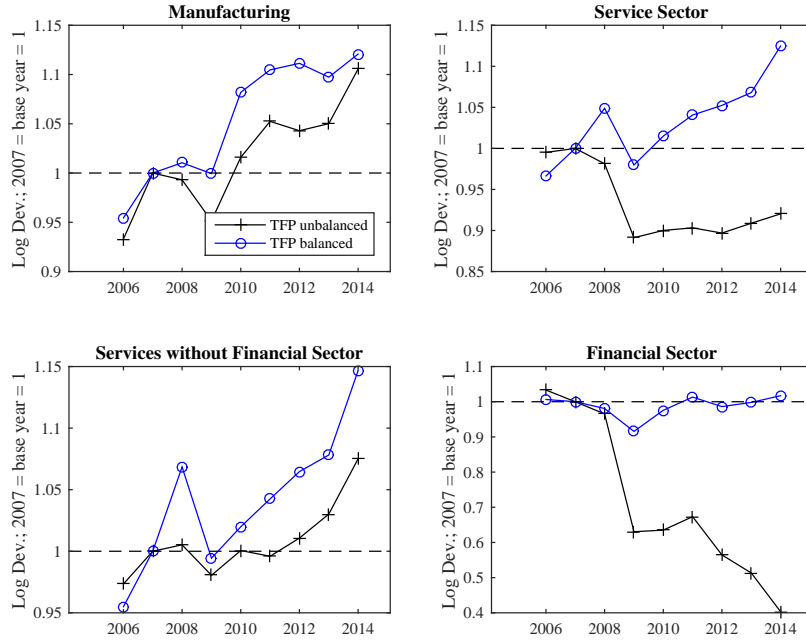 Manufacturing
Log Dev.; 2007 = base year = 1
1.15
1.1
1.05
1
0.95
0.9
2006 2008 2010 2012 2014
TFP unbalanced
TFP balanced
Service Sector
Log Dev.; 2007 = base year = 1
1.15
1.1
1.05
1
0.95
0.9
0.85
2006 2008 2010 2012 2014
Services without Financial Sector
Log Dev.; 2007 = base year = 1
1.15
1.1
1.05
1
0.95
2006 2008 2010 2012 2014
Financial Sector
Log Dev.; 2007 = base year = 1
1.1
1
0.9
0.8
0.7
0.6
0.5
0.4
2006 2008 2010 2012 2014